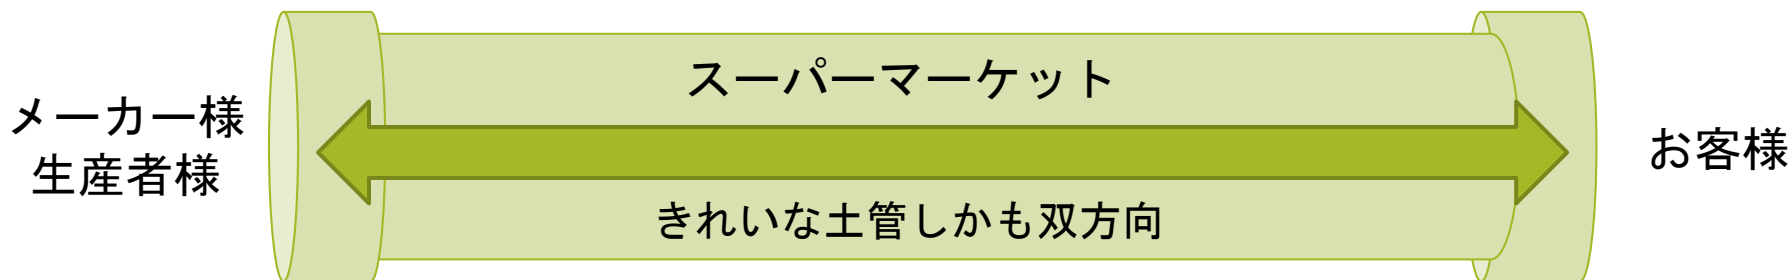 スーパーマーケット
メーカー様
生産者様
お客様
きれいな土管しかも双方向